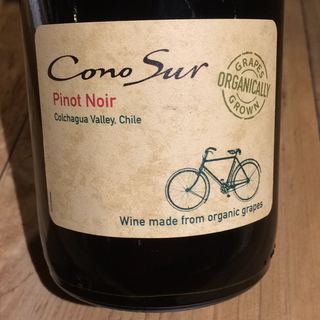 Cono Sur
Pinot Noir
Colchagua Valley, Chile
GRAPES
ORGANICALLY
GROWN
Wine made from organic grapes